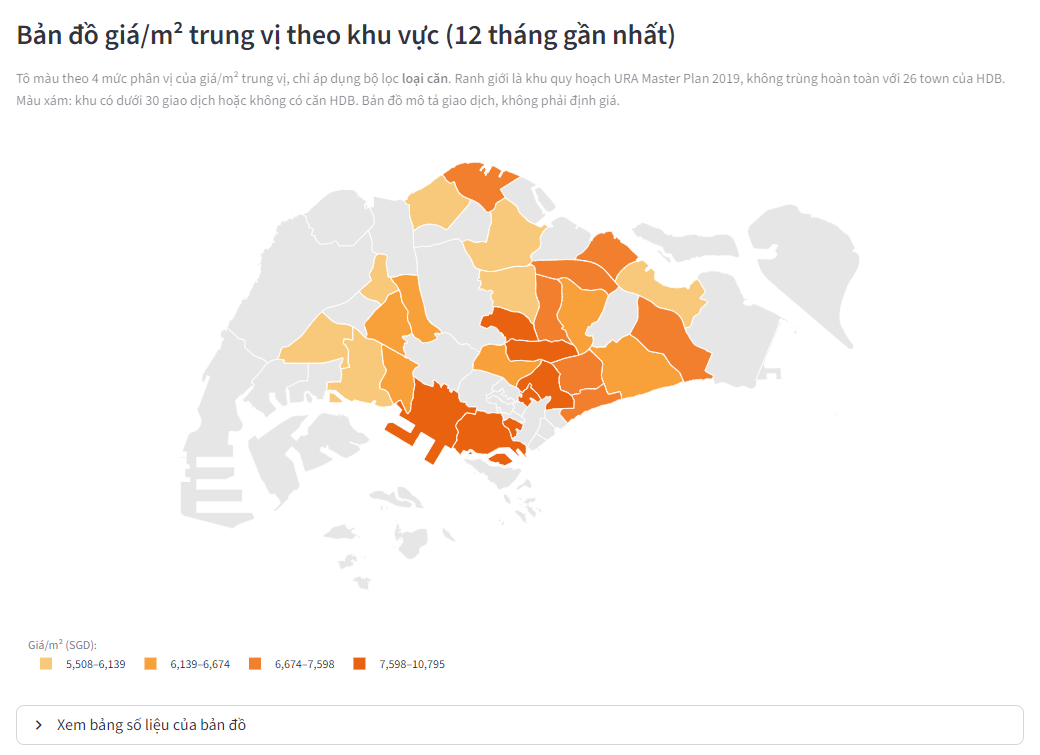 Bản đồ giá/m² trung vị theo khu vực (12 tháng gần nhất)
Tô màu theo 4 mức phân vị của giá/m² trung vị, chỉ áp dụng bộ lọc loại căn. Ranh giới là khu quy hoạch URA Master Plan 2019, không trùng hoàn toàn với 26 town của HDB.
Màu xám: khu có dưới 30 giao dịch hoặc không có căn HDB. Bản đồ mô tả giao dịch, không phải định giá.
Giá/m² (SGD):
5,508–6,139 6,139–6,674 6,674–7,598 7,598–10,795
Xem bảng số liệu của bản đồ